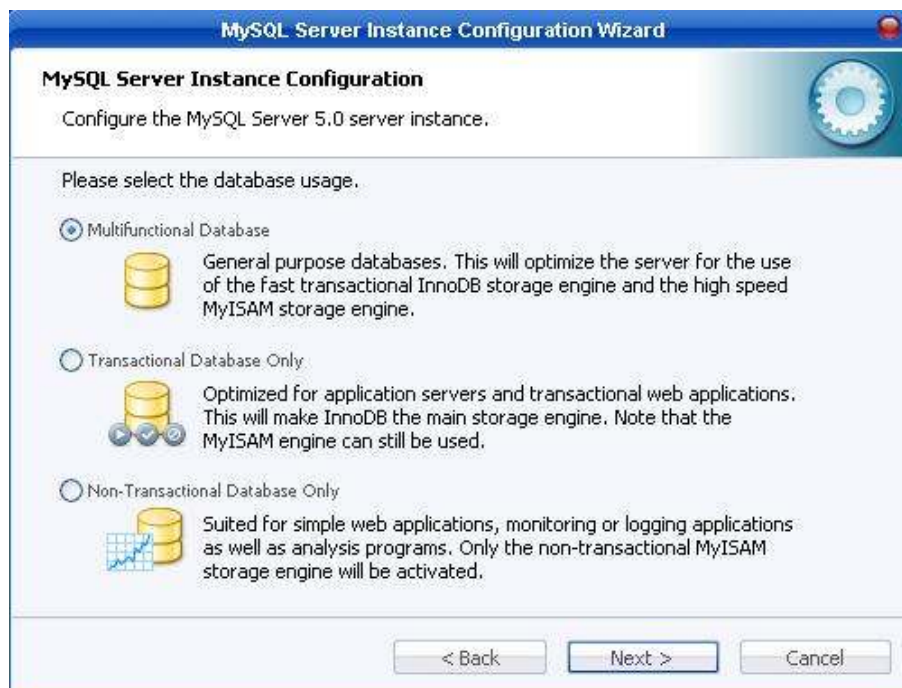 MySQL Server Instance Configuration Wizard
MySQL Server Instance Configuration
Configure the MySQL Server 5.0 server instance.
Please select the database usage.
Multifunctional Database
General purpose databases. This will optimize the server for the use
of the fast transactional InnoDB storage engine and the high speed
MyISAM storage engine.
Transactional Database Only
Optimized for application servers and transactional web applications.
This will make InnoDB the main storage engine. Note that the
MyISAM engine can still be used.
Non-Transactional Database Only
Suited for simple web applications, monitoring or logging applications
as well as analysis programs. Only the non-transactional MyISAM
storage engine will be activated.
< Back
Next >
Cancel